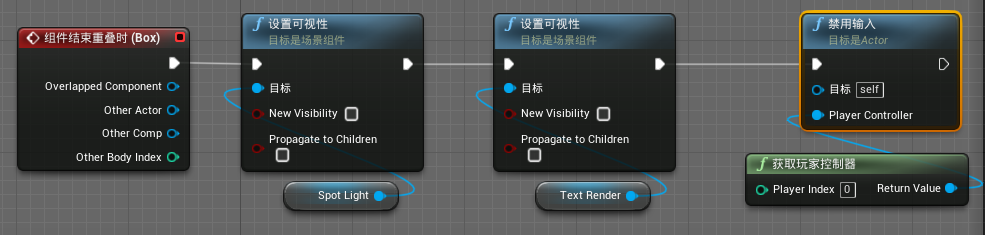 组件结束重叠时 (Box)
Overlapped Component
Other Actor
Other Comp
Other Body Index
设置可视性
目标是场景组件
目标
New Visibility
Propagate to Children
Spot Light
设置可视性
目标是场景组件
目标
New Visibility
Propagate to Children
Text Render
禁用输入
目标是Actor
目标 self
Player Controller
获取玩家控制器
Player Index 0 Return Value